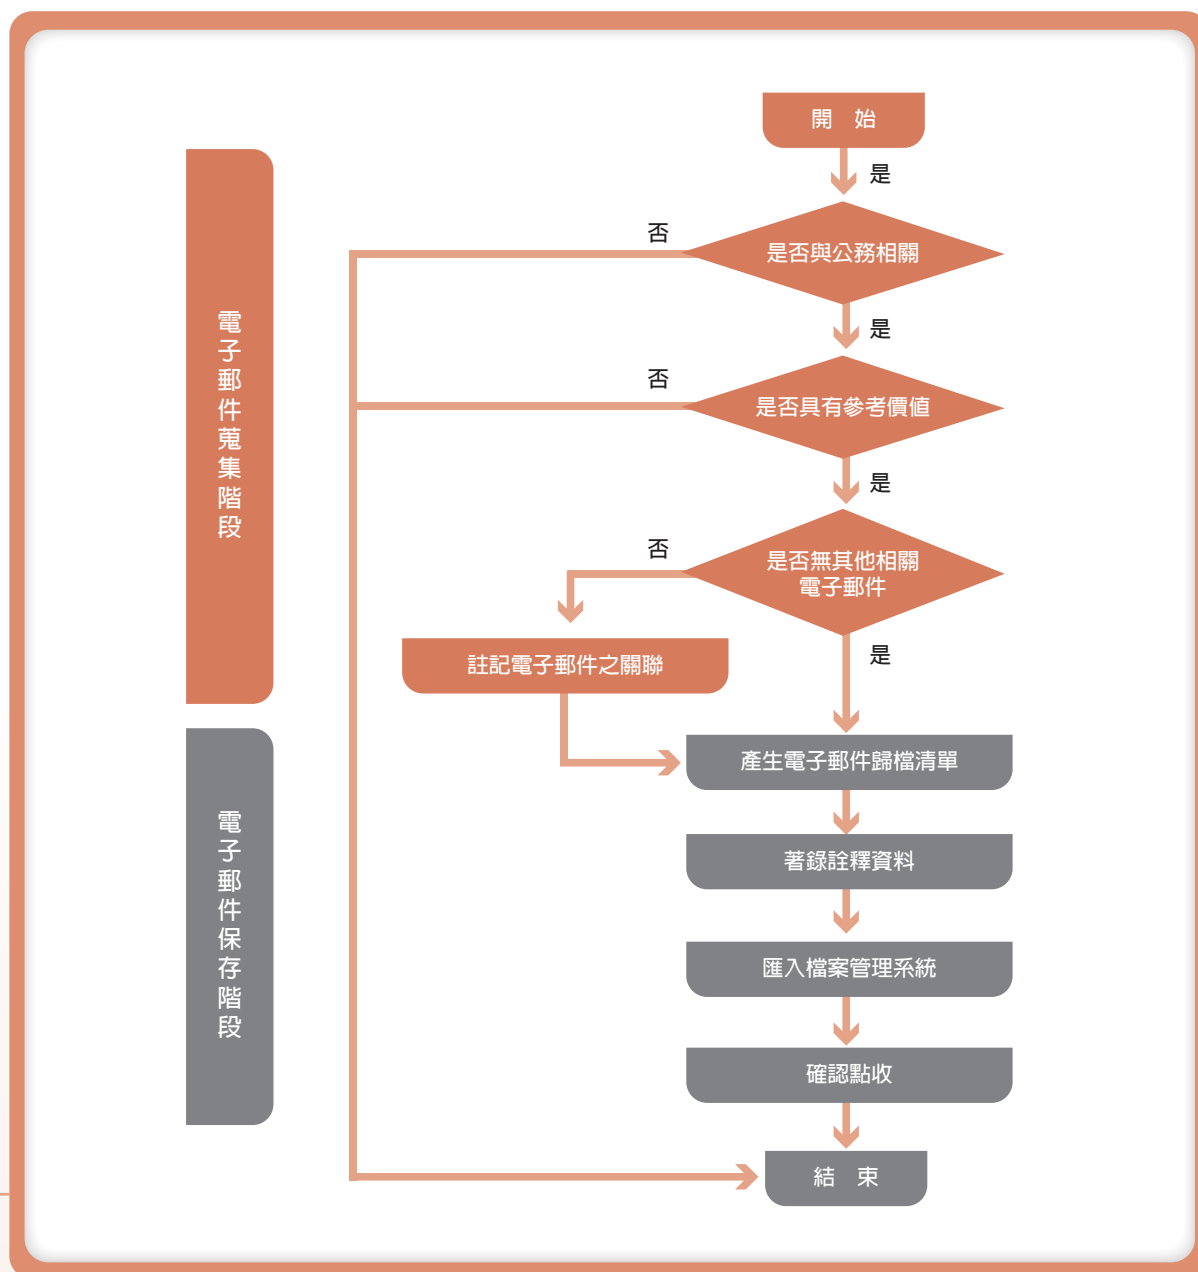 開 始
是
否
是否與公務相關
是
否
是否具有參考價值
是
否
是否無其他相關
電子郵件
註記電子郵件之關聯
是
產生電子郵件歸檔清單
著錄詮釋資料
匯入檔案管理系統
確認點收
結 束
電子郵件蒐集階段
電子郵件保存階段